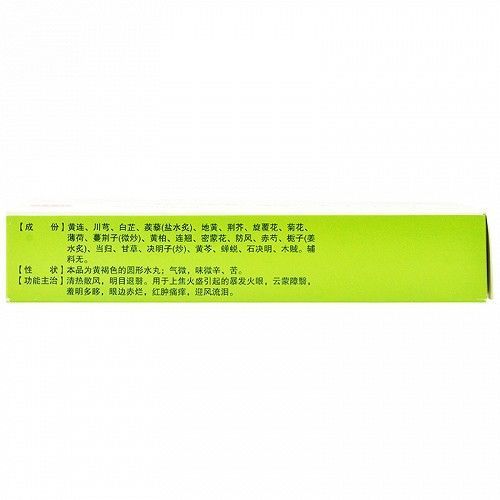 【成　份】黄连、川芎、白芷、蒺藜(盐水炙)、地黄、荆芥、旋覆花、菊花、
薄荷、蔓荆子(微炒)、黄柏、连翘、密蒙花、防风、赤芍、栀子(姜
水炙)、当归、甘草、决明子(炒)、黄芩、蝉蜕、石决明、木贼。辅
料无。
【性　状】本品为黄褐色的圆形水丸；气微，味微辛、苦。
【功能主治】清热散风，明目退翳。用于上焦火盛引起的暴发火眼，云蒙障翳，
羞明多眵，眼边赤烂，红肿痛痒，迎风流泪。